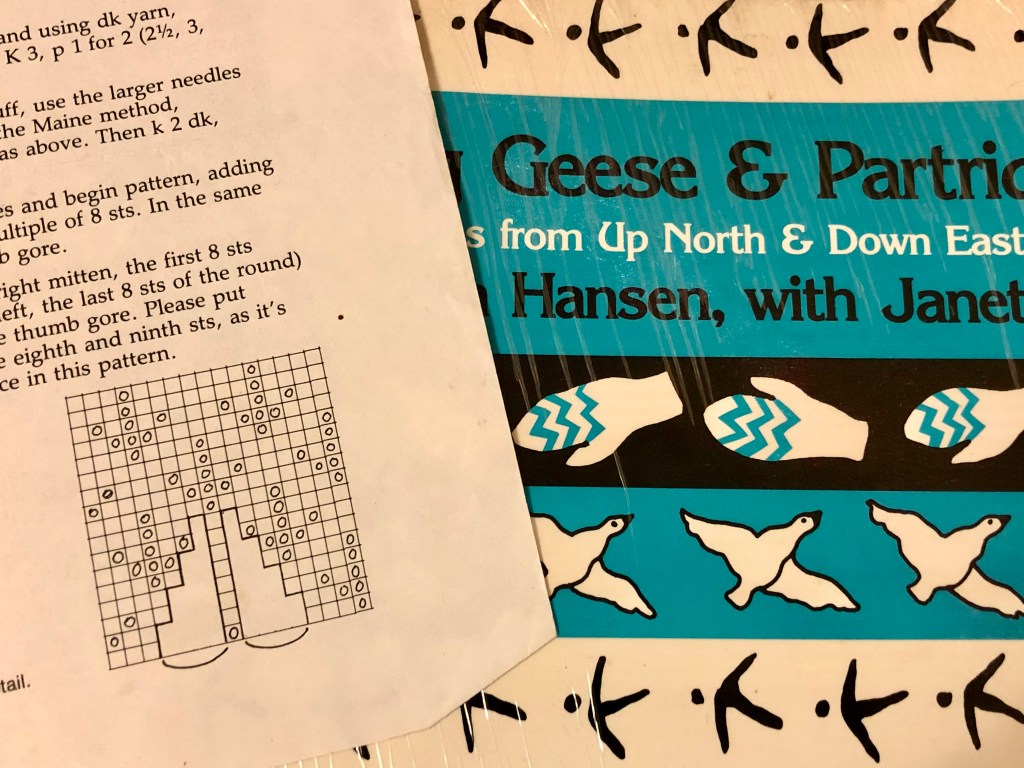 and using dk yarn,
K 3, p 1 for 2 (2½, 3,
uff, use the larger needles
the Maine method,
as above. Then k 2 dk,
es and begin pattern, adding
ultiple of 8 sts. In the same
b gore.
right mitten, the first 8 sts
left, the last 8 sts of the round)
e thumb gore. Please put
e eighth and ninth sts, as it's
ce in this pattern.
tail.
Geese & Partric
s from Up North & Down East
Hansen, with Janet